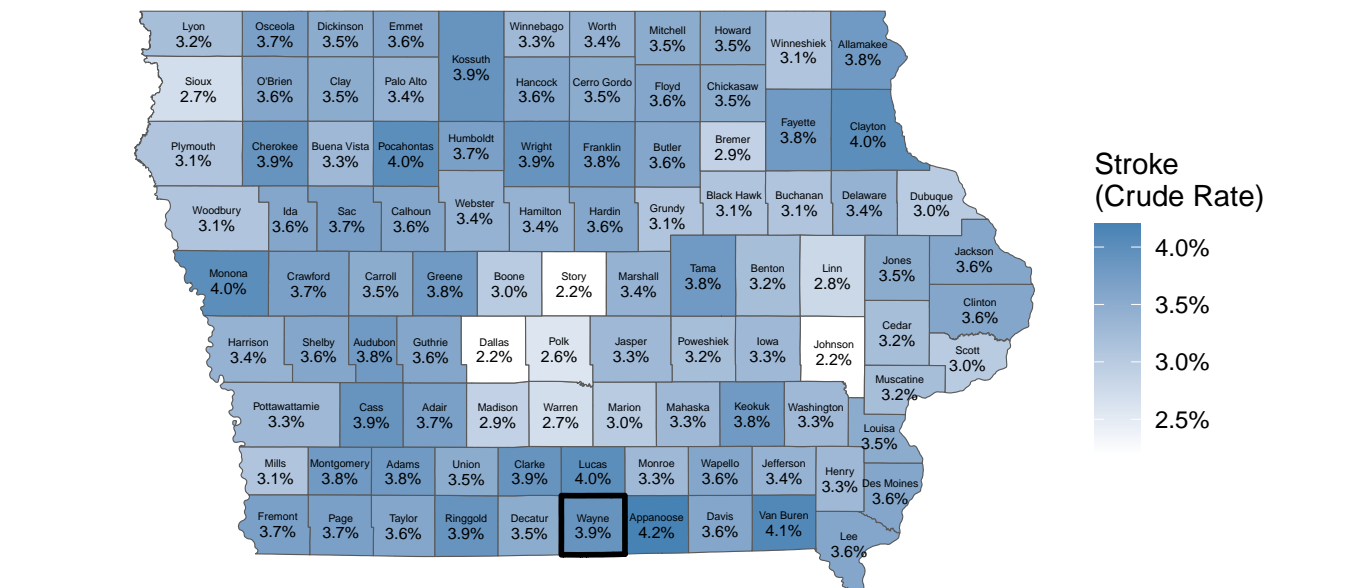 Lyon
3.2%
Osceola
3.7%
Dickinson
3.5%
Emmet
3.6%
Kossuth
3.9%
Winnebago
3.3%
Worth
3.4%
Mitchell
3.5%
Howard
3.5%
Winneshiek
3.1%
Allamakee
3.8%
Sioux
2.7%
O'Brien
3.6%
Clay
3.5%
Palo Alto
3.4%
Hancock
3.6%
Cerro Gordo
3.5%
Floyd
3.6%
Chickasaw
3.5%
Fayette
3.8%
Clayton
4.0%
Plymouth
3.1%
Cherokee
3.9%
Buena Vista
3.3%
Pocahontas
4.0%
Humboldt
3.7%
Wright
3.9%
Franklin
3.8%
Butler
3.6%
Bremer
2.9%
Woodbury
3.1%
Ida
3.6%
Sac
3.7%
Calhoun
3.6%
Webster
3.4%
Hamilton
3.4%
Hardin
3.6%
Grundy
3.1%
Black Hawk
3.1%
Buchanan
3.1%
Delaware
3.4%
Dubuque
3.0%
Monona
4.0%
Crawford
3.7%
Carroll
3.5%
Greene
3.8%
Boone
3.0%
Story
2.2%
Marshall
3.4%
Tama
3.8%
Benton
3.2%
Linn
2.8%
Jones
3.5%
Jackson
3.6%
Clinton
3.6%
Harrison
3.4%
Shelby
3.6%
Audubon
3.8%
Guthrie
3.6%
Dallas
2.2%
Polk
2.6%
Jasper
3.3%
Poweshiek
3.2%
Iowa
3.3%
Johnson
2.2%
Cedar
3.2%
Scott
3.0%
Muscatine
3.2%
Pottawattamie
3.3%
Cass
3.9%
Adair
3.7%
Madison
2.9%
Warren
2.7%
Marion
3.0%
Mahaska
3.3%
Keokuk
3.8%
Washington
3.3%
Louisa
3.5%
Mills
3.1%
Montgomery
3.8%
Adams
3.8%
Union
3.5%
Clarke
3.9%
Lucas
4.0%
Monroe
3.3%
Wapello
3.6%
Jefferson
3.4%
Henry
3.3%
Des Moines
3.6%
Fremont
3.7%
Page
3.7%
Taylor
3.6%
Ringgold
3.9%
Decatur
3.5%
Wayne
3.9%
Appanoose
4.2%
Davis
3.6%
Van Buren
4.1%
Lee
3.6%
Stroke
(Crude Rate)
4.0%
3.5%
3.0%
2.5%